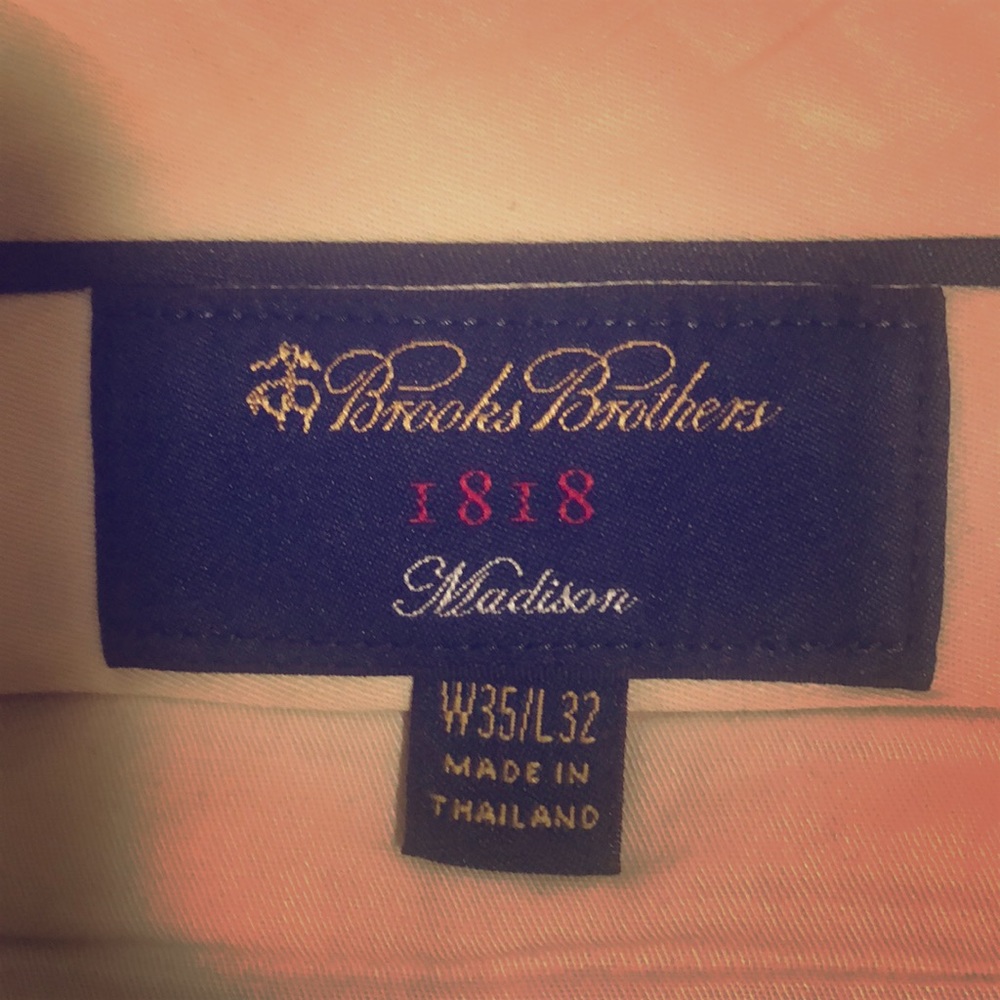 Brooks Brothers
1818
Madison
W35/L32
MADE IN
THAILAND